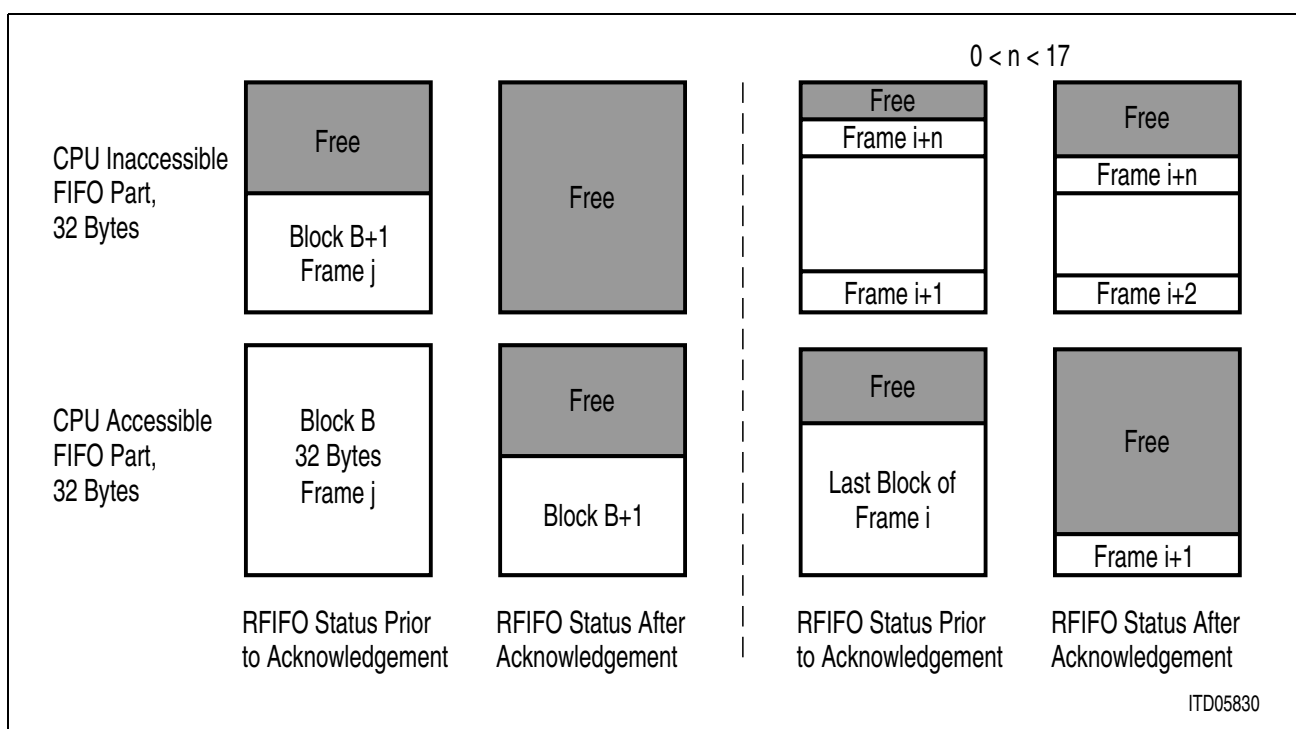 0 < n < 17
CPU Inaccessible
FIFO Part,
32 Bytes
Free
Block B+1
Frame j
Free
Free
Frame i+n
Frame i+1
Free
Frame i+n
Frame i+2
CPU Accessible
FIFO Part,
32 Bytes
Block B
32 Bytes
Frame j
Free
Block B+1
Free
Last Block of
Frame i
Free
Frame i+1
RFIFO Status Prior
to Acknowledgement
RFIFO Status After
Acknowledgement
RFIFO Status Prior
to Acknowledgement
RFIFO Status After
Acknowledgement
ITD05830